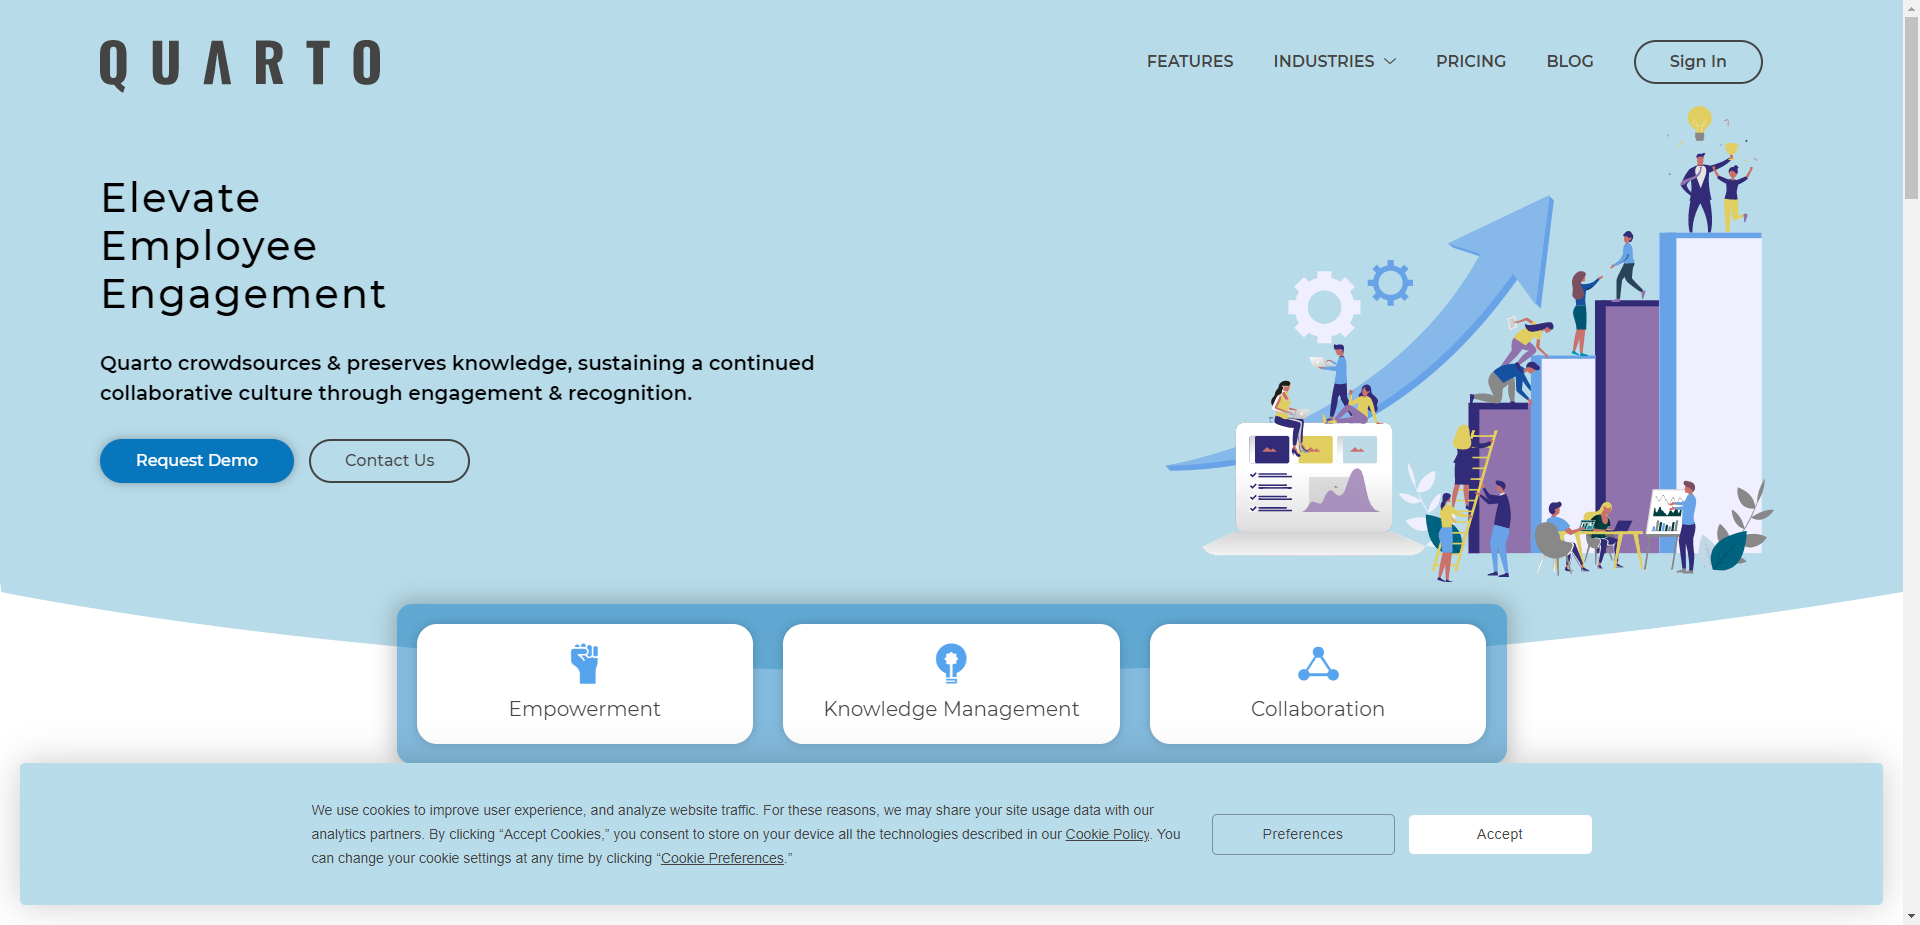 QUARTO
FEATURES
INDUSTRIES
PRICING
BLOG
Sign In
Elevate
Employee
Engagement
Quarto crowdsources & preserves knowledge, sustaining a continued
collaborative culture through engagement & recognition.
Request Demo
Contact Us
Empowerment
Knowledge Management
Collaboration
We use cookies to improve user experience, and analyze website traffic. For these reasons, we may share your site usage data with our
analytics partners. By clicking “Accept Cookies,” you consent to store on your device all the technologies described in our Cookie Policy. You
can change your cookie settings at any time by clicking “Cookie Preferences.”
Preferences
Accept